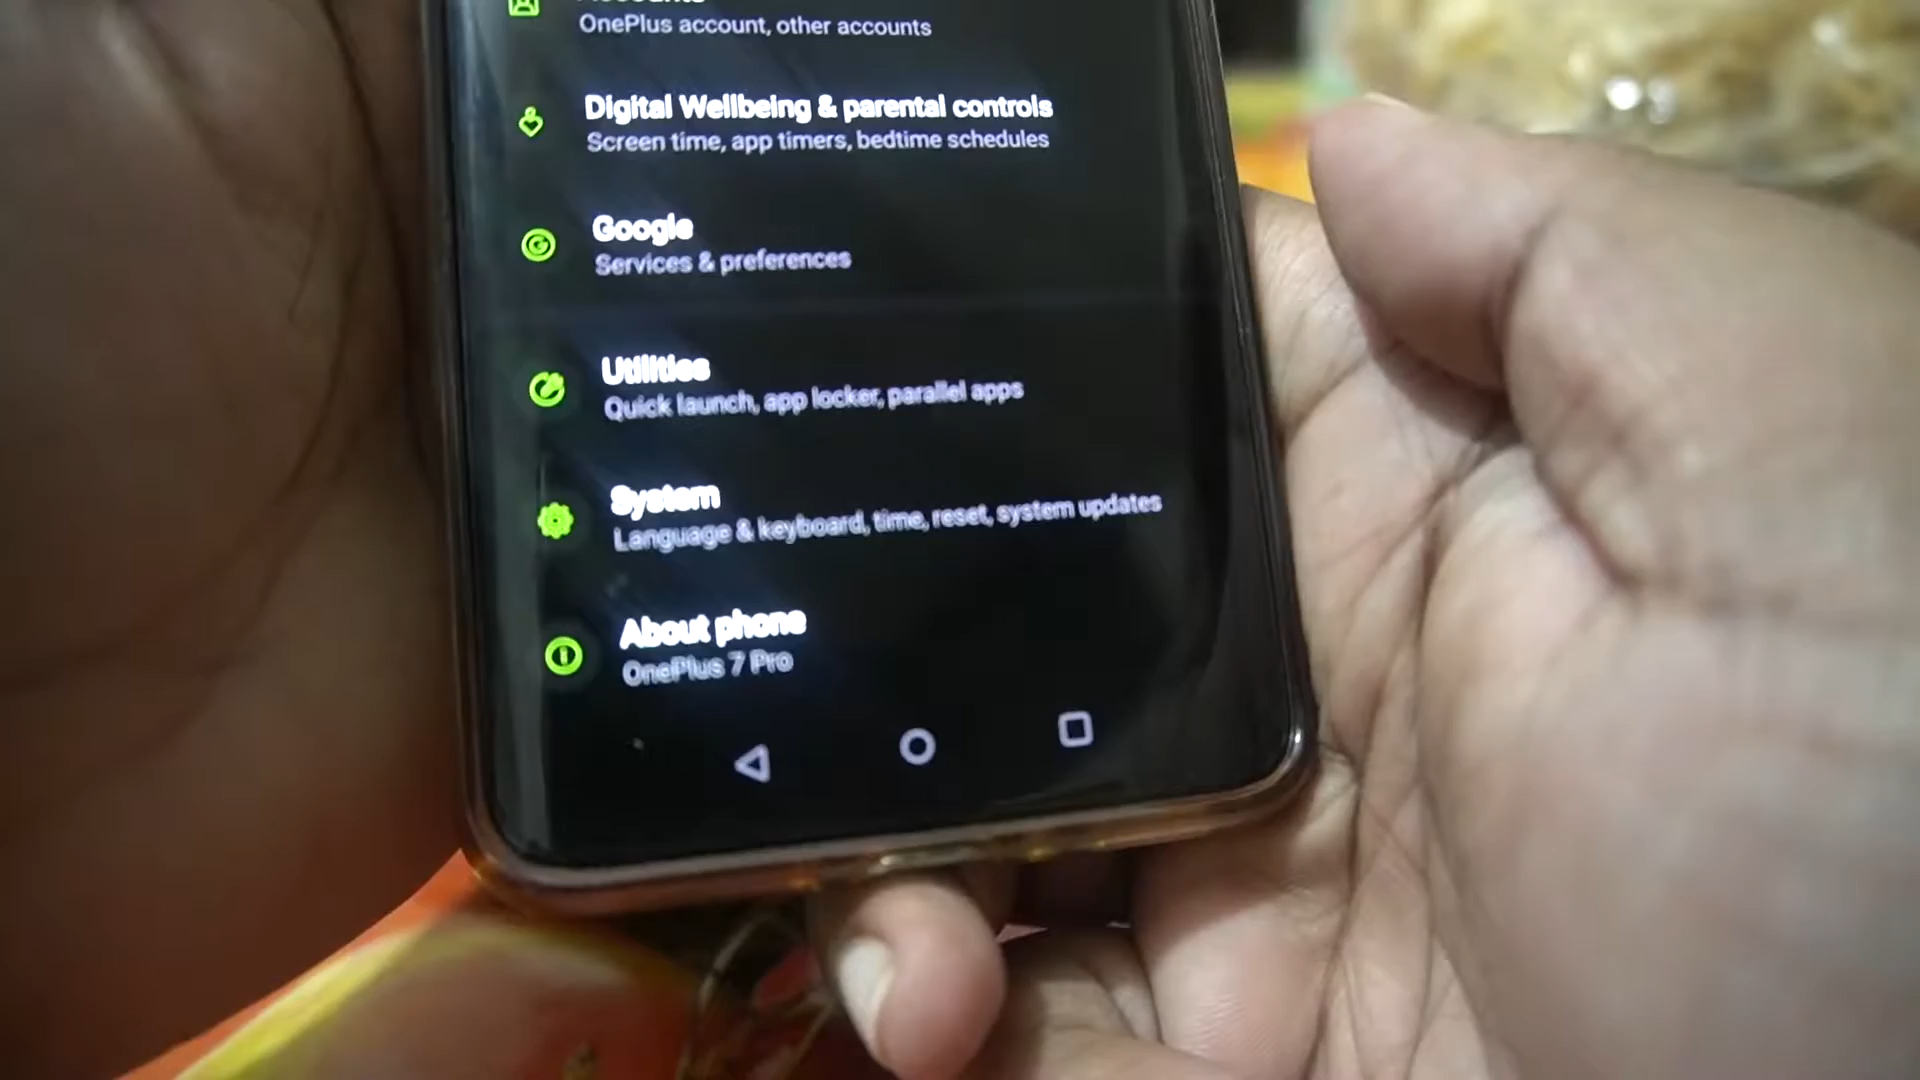 Accounts
OnePlus account, other accounts
Digital Wellbeing & parental controls
Screen time, app timers, bedtime schedules
Google
Services & preferences
Utilities
Quick launch, app locker, parallel apps
System
Language & keyboard, time, reset, system updates
About phone
OnePlus 7 Pro